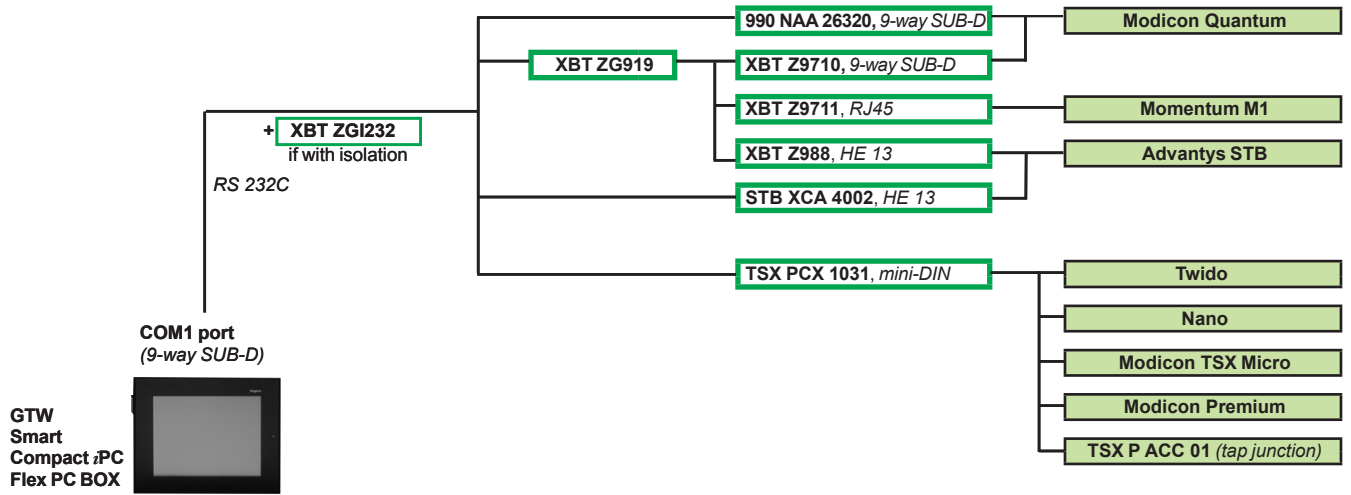 990 NAA 26320, 9-way SUB-D
Modicon Quantum
XBT ZG919
XBT Z9710, 9-way SUB-D
XBT Z9711, RJ45
Momentum M1
+ XBT ZGI232
if with isolation
XBT Z988, HE 13
Advantys STB
RS 232C
STB XCA 4002, HE 13
TSX PCX 1031, mini-DIN
Twido
Nano
Modicon TSX Micro
Modicon Premium
TSX P ACC 01 (tap junction)
COM1 port
(9-way SUB-D)
GTW
Smart
Compact iPC
Flex PC BOX